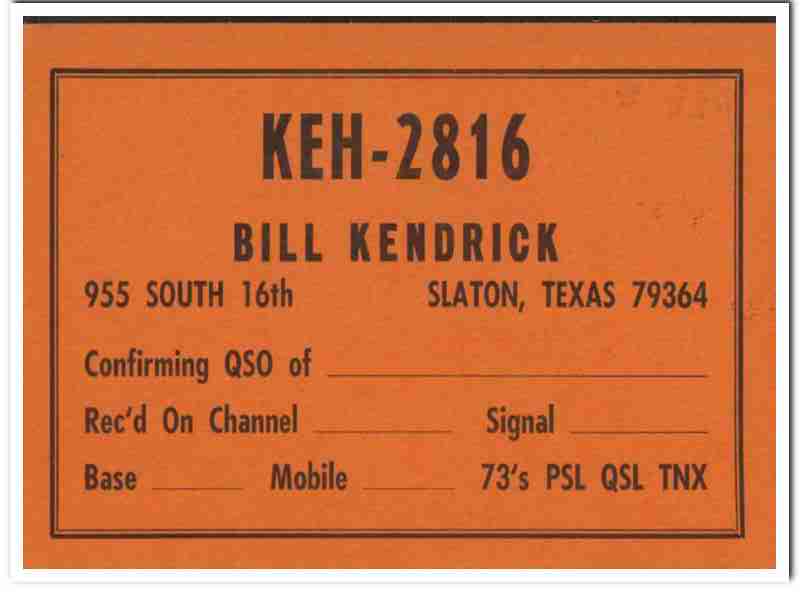 KEH-2816
BILL KENDRICK
955 SOUTH 16th SLATON, TEXAS 79364
Confirming QSO of
Rec'd On Channel Signal
Base Mobile 73's PSL QSL TNX